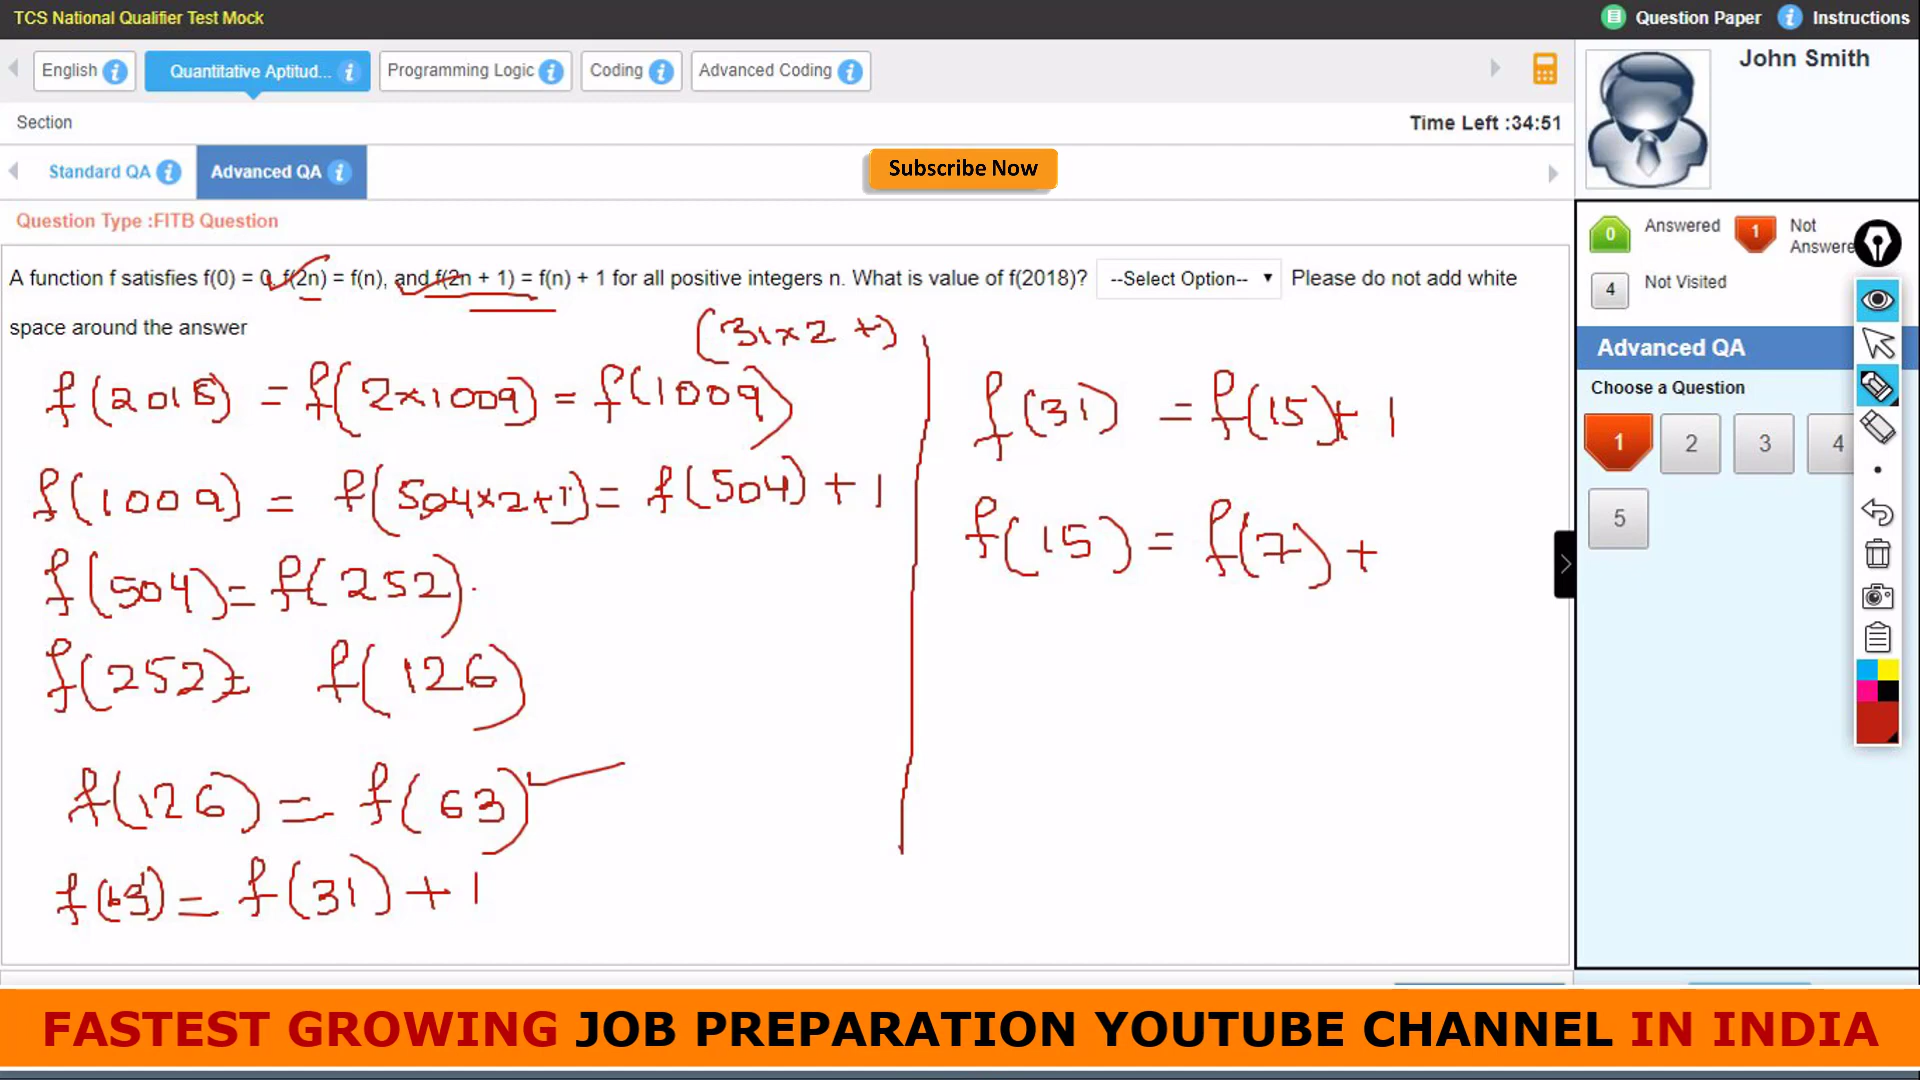 TCS National Qualifier Test Mock
Question Paper
Instructions
English
Quantitative Aptitud...
Programming Logic
Coding
Advanced Coding
John Smith
Section
Time Left :34:51
Standard QA
Advanced QA
Subscribe Now
Question Type :FITB Question
A function f satisfies f(0) = 0, f(2n) = f(n), and f(2n + 1) = f(n) + 1 for all positive integers n. What is value of f(2018)? --Select Option-- Please do not add white
space around the answer
(31×2 +)
f(2018) = f(2×1009) = f(1009)
f(1009) = f(504×2+1) = f(504) + 1
f(504) = f(252)
f(252) = f(126)
f(126) = f(63)
f(63) = f(31) + 1
f(31) = f(15) + 1
f(15) = f(7) +
0 Answered
1 Not Answere
4 Not Visited
Advanced QA
Choose a Question
1 2 3 4
5
FASTEST GROWING JOB PREPARATION YOUTUBE CHANNEL IN INDIA